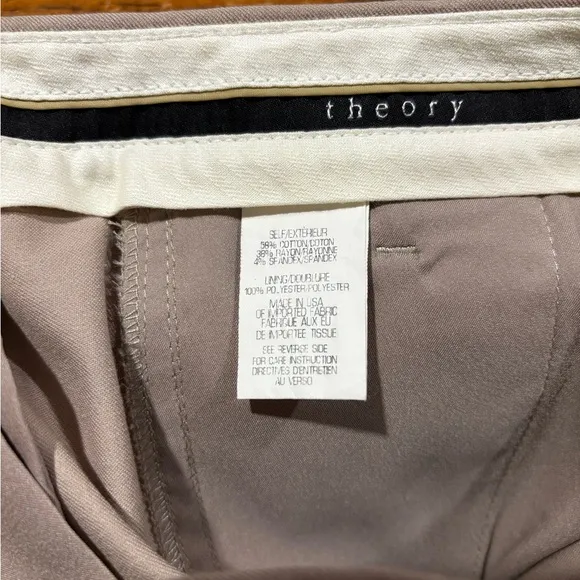 theory
SELF/EXTÉRIEUR
58% COTTON/COTON
38% RAYON/RAYONNE
4% SPANDEX/SPANDEX
LINING/DOUBLURE
100% POLYESTER/POLYESTER
MADE IN USA
OF IMPORTED FABRIC
FABRIQUE AUX EU
DE IMPORTEE TISSUE
SEE REVERSE SIDE
FOR CARE INSTRUCTION
DIRECTIVES D'ENTRETIEN
AU VERSO